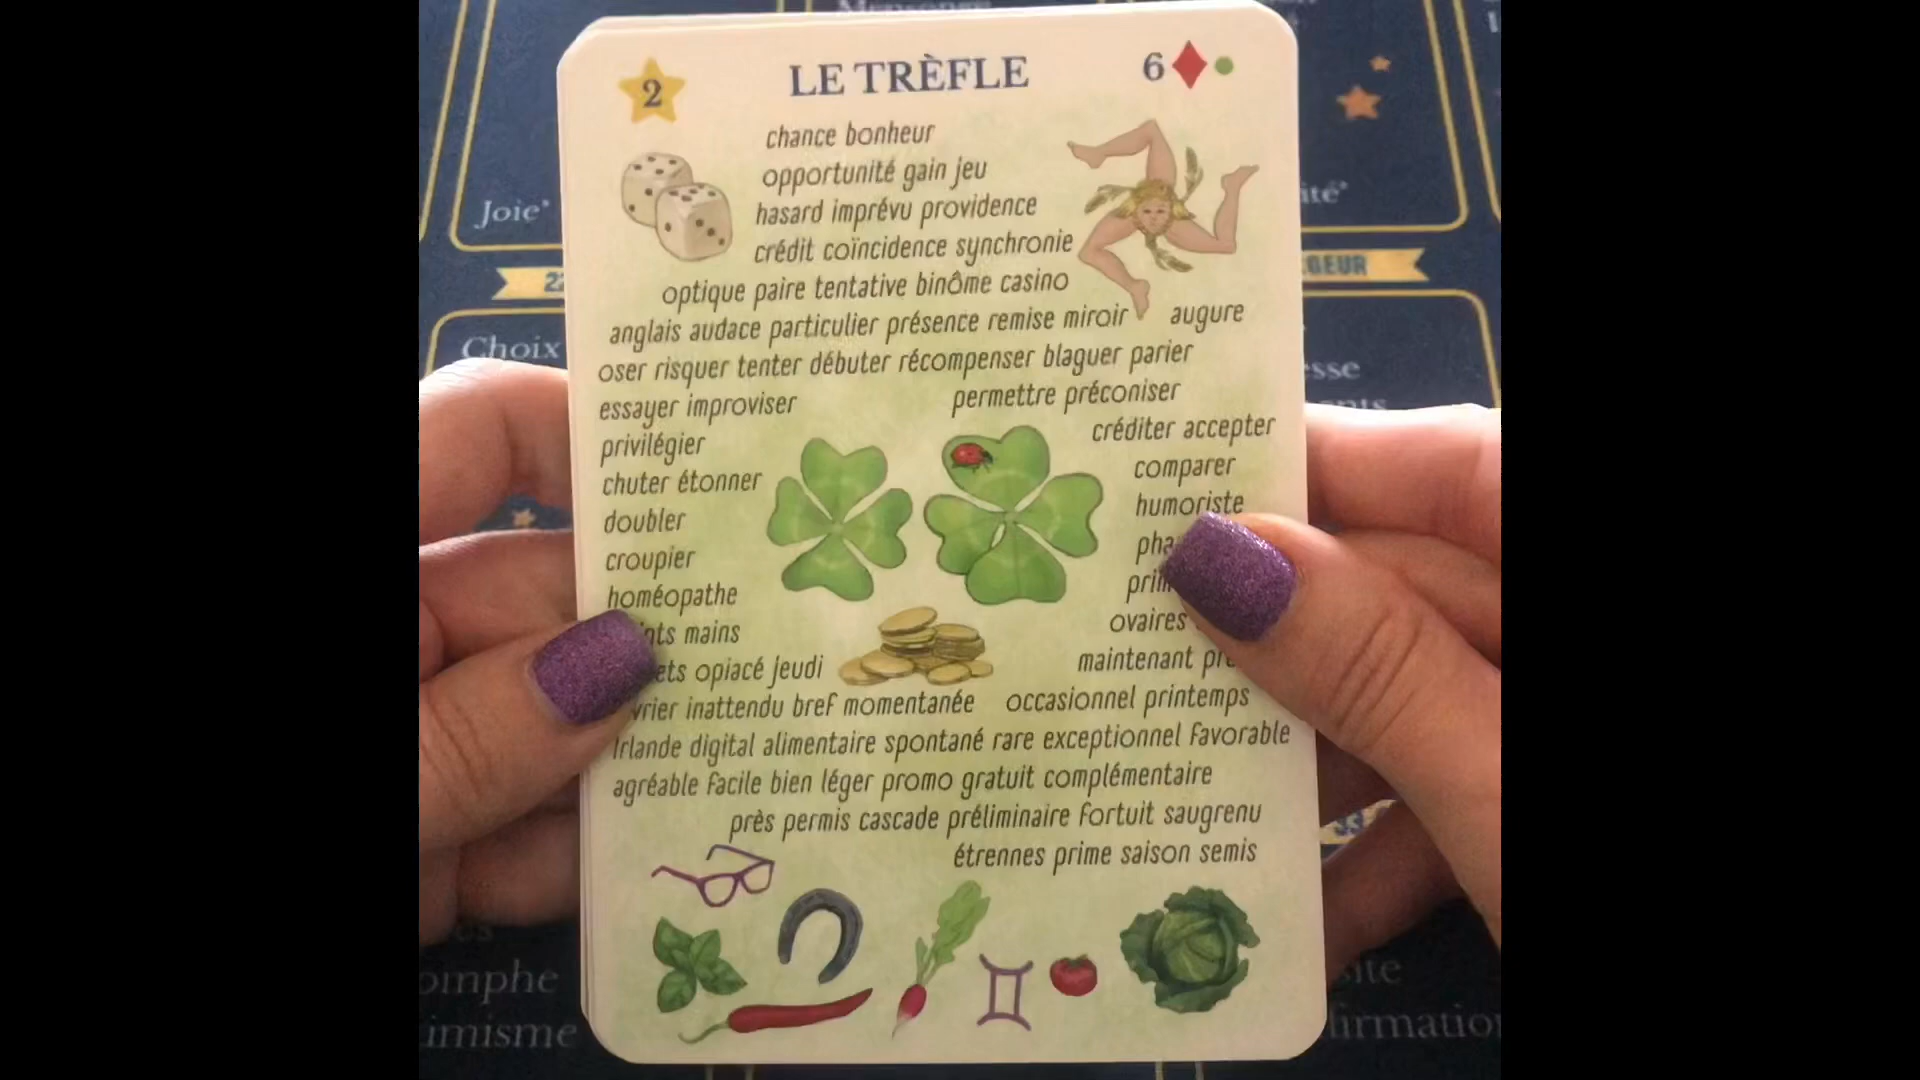 2 LE TRÈFLE 6
chance bonheur
opportunité gain jeu
hasard imprévu providence
crédit coïncidence synchronie
optique paire tentative binôme casino
anglais audace particulier présence remise miroir augure
oser risquer tenter débuter récompenser blaguer parier
essayer improviser permettre préconiser
privilégier créditer accepter
chuter étonner comparer
doubler humoriste
croupier
homéopathe
mains ovaires
opiacé jeudi maintenant
inattendu bref momentanée occasionnel printemps
Irlande digital alimentaire spontané rare exceptionnel favorable
agréable facile bien léger promo gratuit complémentaire
près permis cascade préliminaire fortuit saugrenu
étrennes prime saison semis
Joie
Choix
33